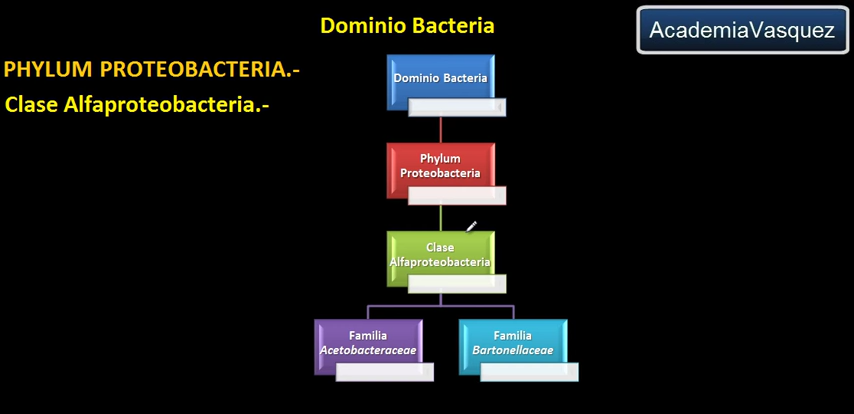 Dominio Bacteria
AcademiaVasquez
PHYLUM PROTEOBACTERIA.-
Clase Alfaproteobacteria.-
Dominio Bacteria
Phylum
Proteobacteria
Clase
Alfaproteobacteria
Familia
Acetobacteraceae
Familia
Bartonellaceae